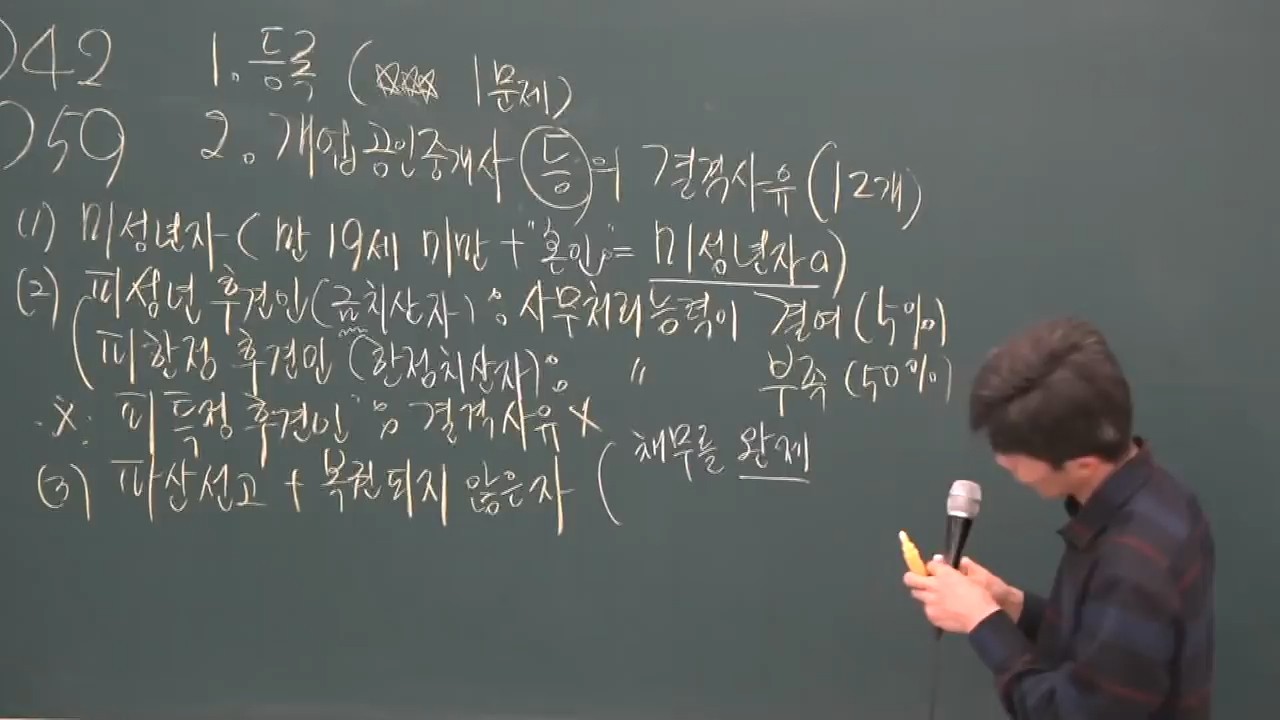 )42 1. 등록 (☆☆☆ 1문제)
)59 2. 개업공인중개사 등의 결격사유 (12개)
(1) 미성년자 (만 19세 미만 + "혼인" = 미성년자 o)
(2) 피성년 후견인 (금치산자) : 사무처리능력이 결여 (5%)
피한정 후견인 (한정치산자) : " 부족 (50%)
※: 피특정 후견인 : 결격사유 X
(3) 파산선고 + 복권되지 않은자 ( 채무를 완제